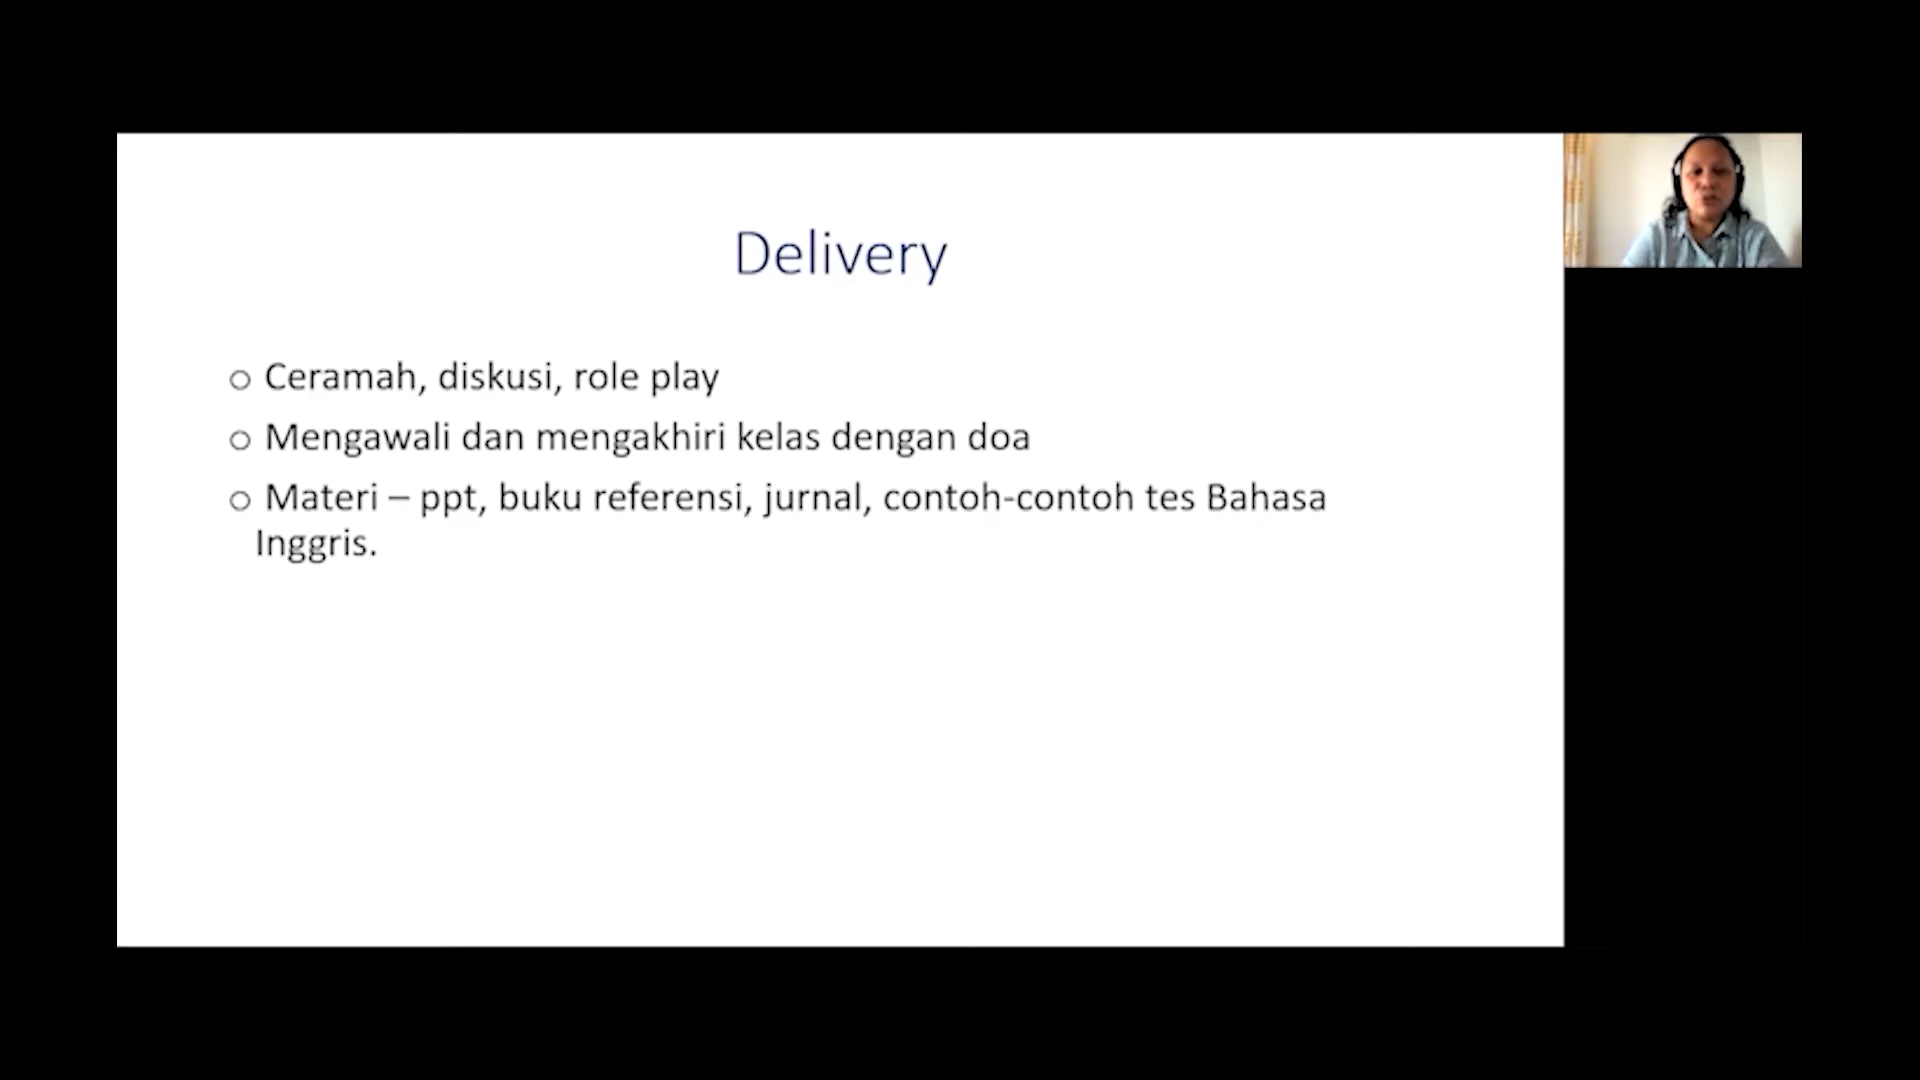 Delivery
Ceramah, diskusi, role play
Mengawali dan mengakhiri kelas dengan doa
Materi – ppt, buku referensi, jurnal, contoh-contoh tes Bahasa
Inggris.